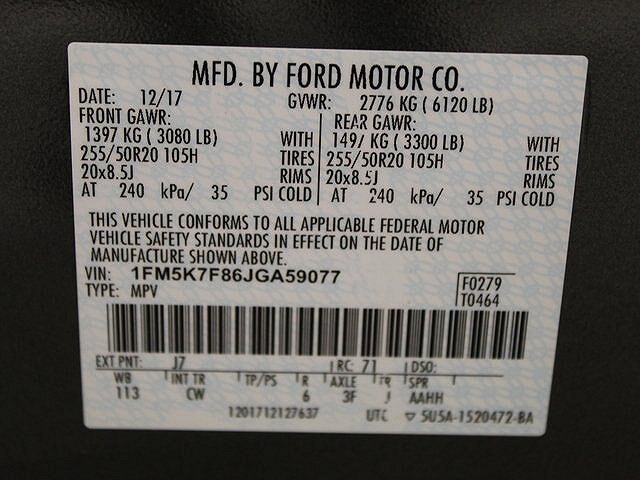 MFD. BY FORD MOTOR CO.
DATE: 12/17 GVWR: 2776 KG ( 6120 LB)
FRONT GAWR: REAR GAWR:
1397 KG ( 3080 LB) WITH 1497 KG ( 3300 LB) WITH
255/50R20 105H TIRES 255/50R20 105H TIRES
20x8.5J RIMS 20x8.5J RIMS
AT 240 kPa/ 35 PSI COLD AT 240 kPa/ 35 PSI COLD
THIS VEHICLE CONFORMS TO ALL APPLICABLE FEDERAL MOTOR
VEHICLE SAFETY STANDARDS IN EFFECT ON THE DATE OF
MANUFACTURE SHOWN ABOVE.
VIN: 1FM5K7F86JGA59077
TYPE: MPV
F0279
T0464
EXT PNT: J7 RC: 71 DSO:
WB INT TR TP/PS R AXLE TR SPR
113 CW 6 3F J AAHH
1201712127637 UTC ▽ 5U5A-1520472-BA